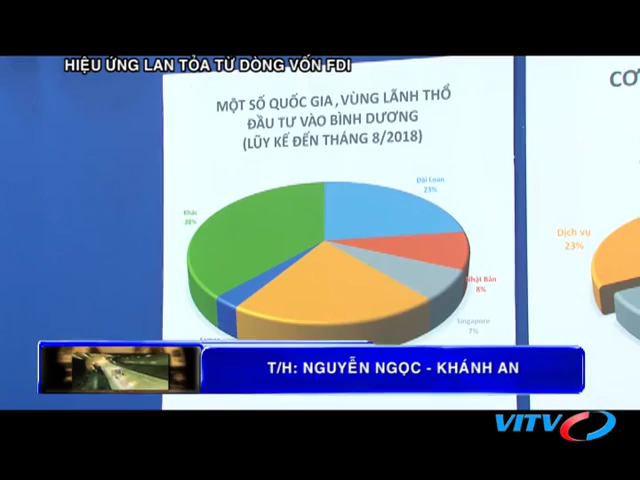 HIỆU ỨNG LAN TỎA TỪ DÒNG VỐN FDI
MỘT SỐ QUỐC GIA , VÙNG LÃNH THỔ
ĐẦU TƯ VÀO BÌNH DƯƠNG
(LŨY KẾ ĐẾN THÁNG 8/2018)
Đài Loan
23%
Khác
38%
Nhật Bản
8%
Singapore
7%
Dịch vụ
23%
T/H: NGUYỄN NGỌC - KHÁNH AN
VITV